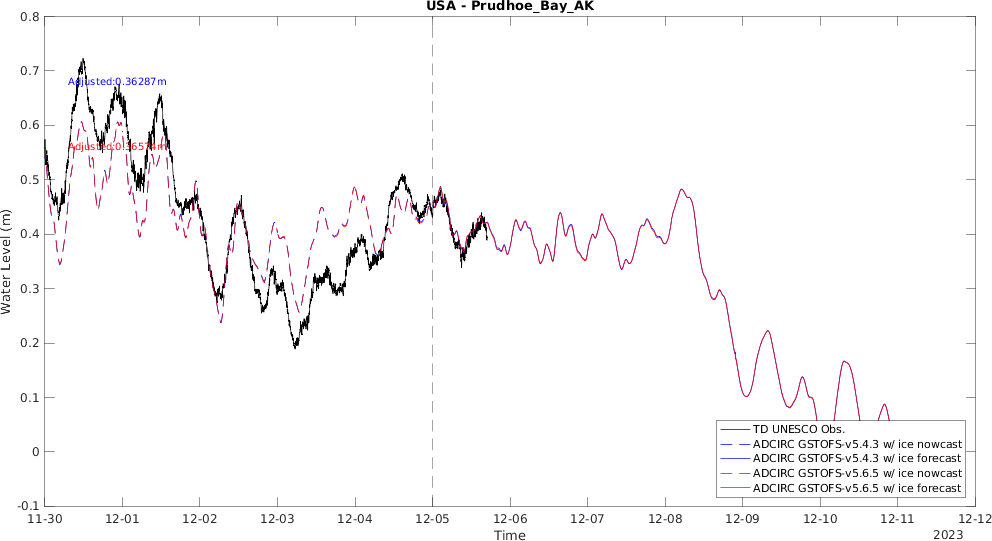 USA - Prudhoe_Bay_AK
0.8
0.7
0.6
0.5
0.4
0.3
0.2
0.1
0
-0.1
Water Level (m)
Adjusted:0.36287m
TD UNESCO Obs.
ADCIRC GSTOFS-v5.4.3 w/ ice nowcast
ADCIRC GSTOFS-v5.4.3 w/ ice forecast
ADCIRC GSTOFS-v5.6.5 w/ ice nowcast
ADCIRC GSTOFS-v5.6.5 w/ ice forecast
11-30 12-01 12-02 12-03 12-04 12-05 12-06 12-07 12-08 12-09 12-10 12-11 12-12
Time
2023